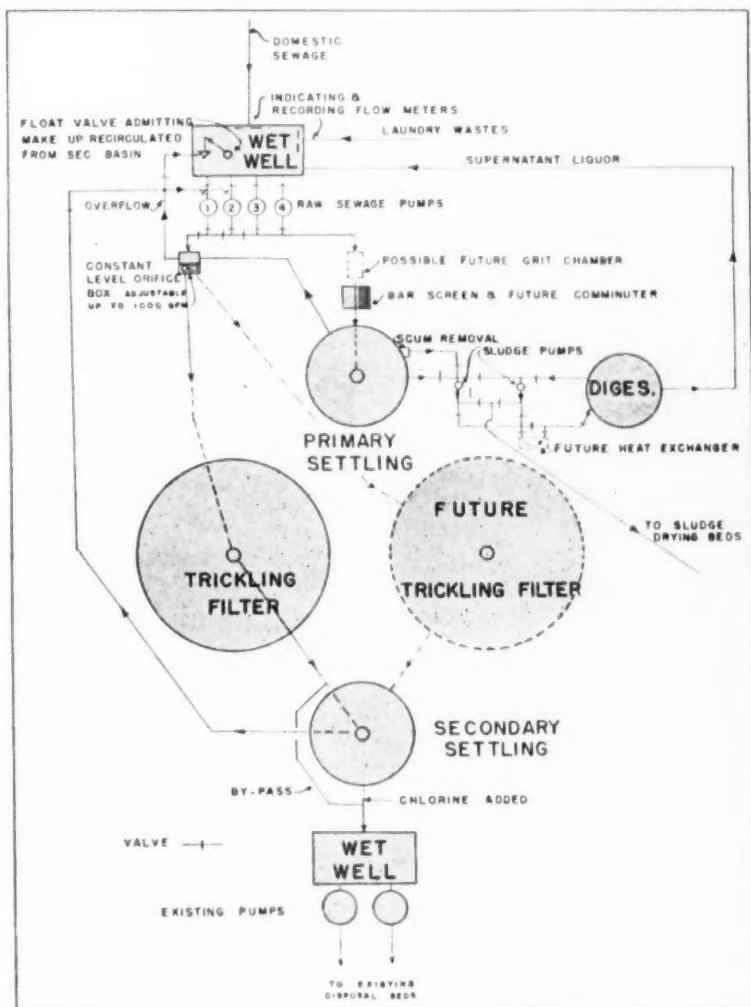 DOMESTIC
SEWAGE
INDICATING &
RECORDING FLOW METERS
FLOAT VALVE ADMITTING
MAKE UP RECIRCULATED
FROM SEC BASIN
WET
WELL
LAUNDRY WASTES
SUPERNATANT LIQUOR
OVERFLOW
1 2 3 4
RAW SEWAGE PUMPS
CONSTANT
LEVEL ORIFICE
BOX. ADJUSTABLE
UP TO 1000 GPM
POSSIBLE FUTURE GRIT CHAMBER
BAR SCREEN & FUTURE COMMINUTER
SCUM REMOVAL
SLUDGE PUMPS
DIGES.
PRIMARY
SETTLING
FUTURE HEAT EXCHANGER
TO SLUDGE
DRYING BEDS
TRICKLING
FILTER
FUTURE
TRICKLING FILTER
SECONDARY
SETTLING
BY-PASS
CHLORINE ADDED
VALVE
WET
WELL
EXISTING PUMPS
TO EXISTING
DISPOSAL BEDS